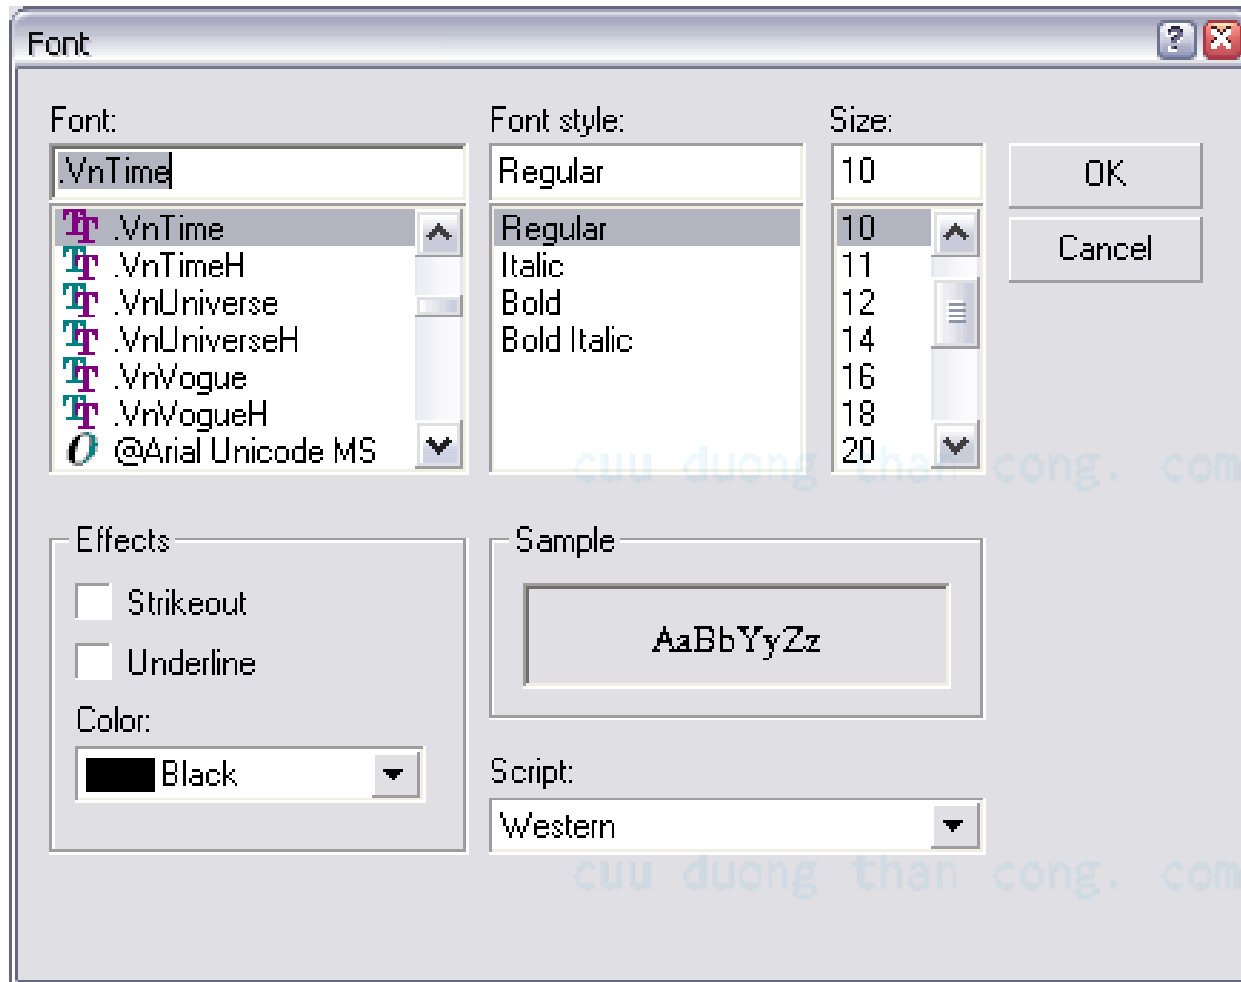 Font
Font:
.VnTime
.VnTime
.VnTimeH
.VnUniverse
.VnUniverseH
.VnVogue
.VnVogueH
@Arial Unicode MS
Font style:
Regular
Regular
Italic
Bold
Bold Italic
Size:
10
10
11
12
14
16
18
20
OK
Cancel
cuu duong than cong. com
Effects
Strikeout
Underline
Color:
Black
Sample
AaBbYyZz
Script:
Western
cuu duong than cong. com